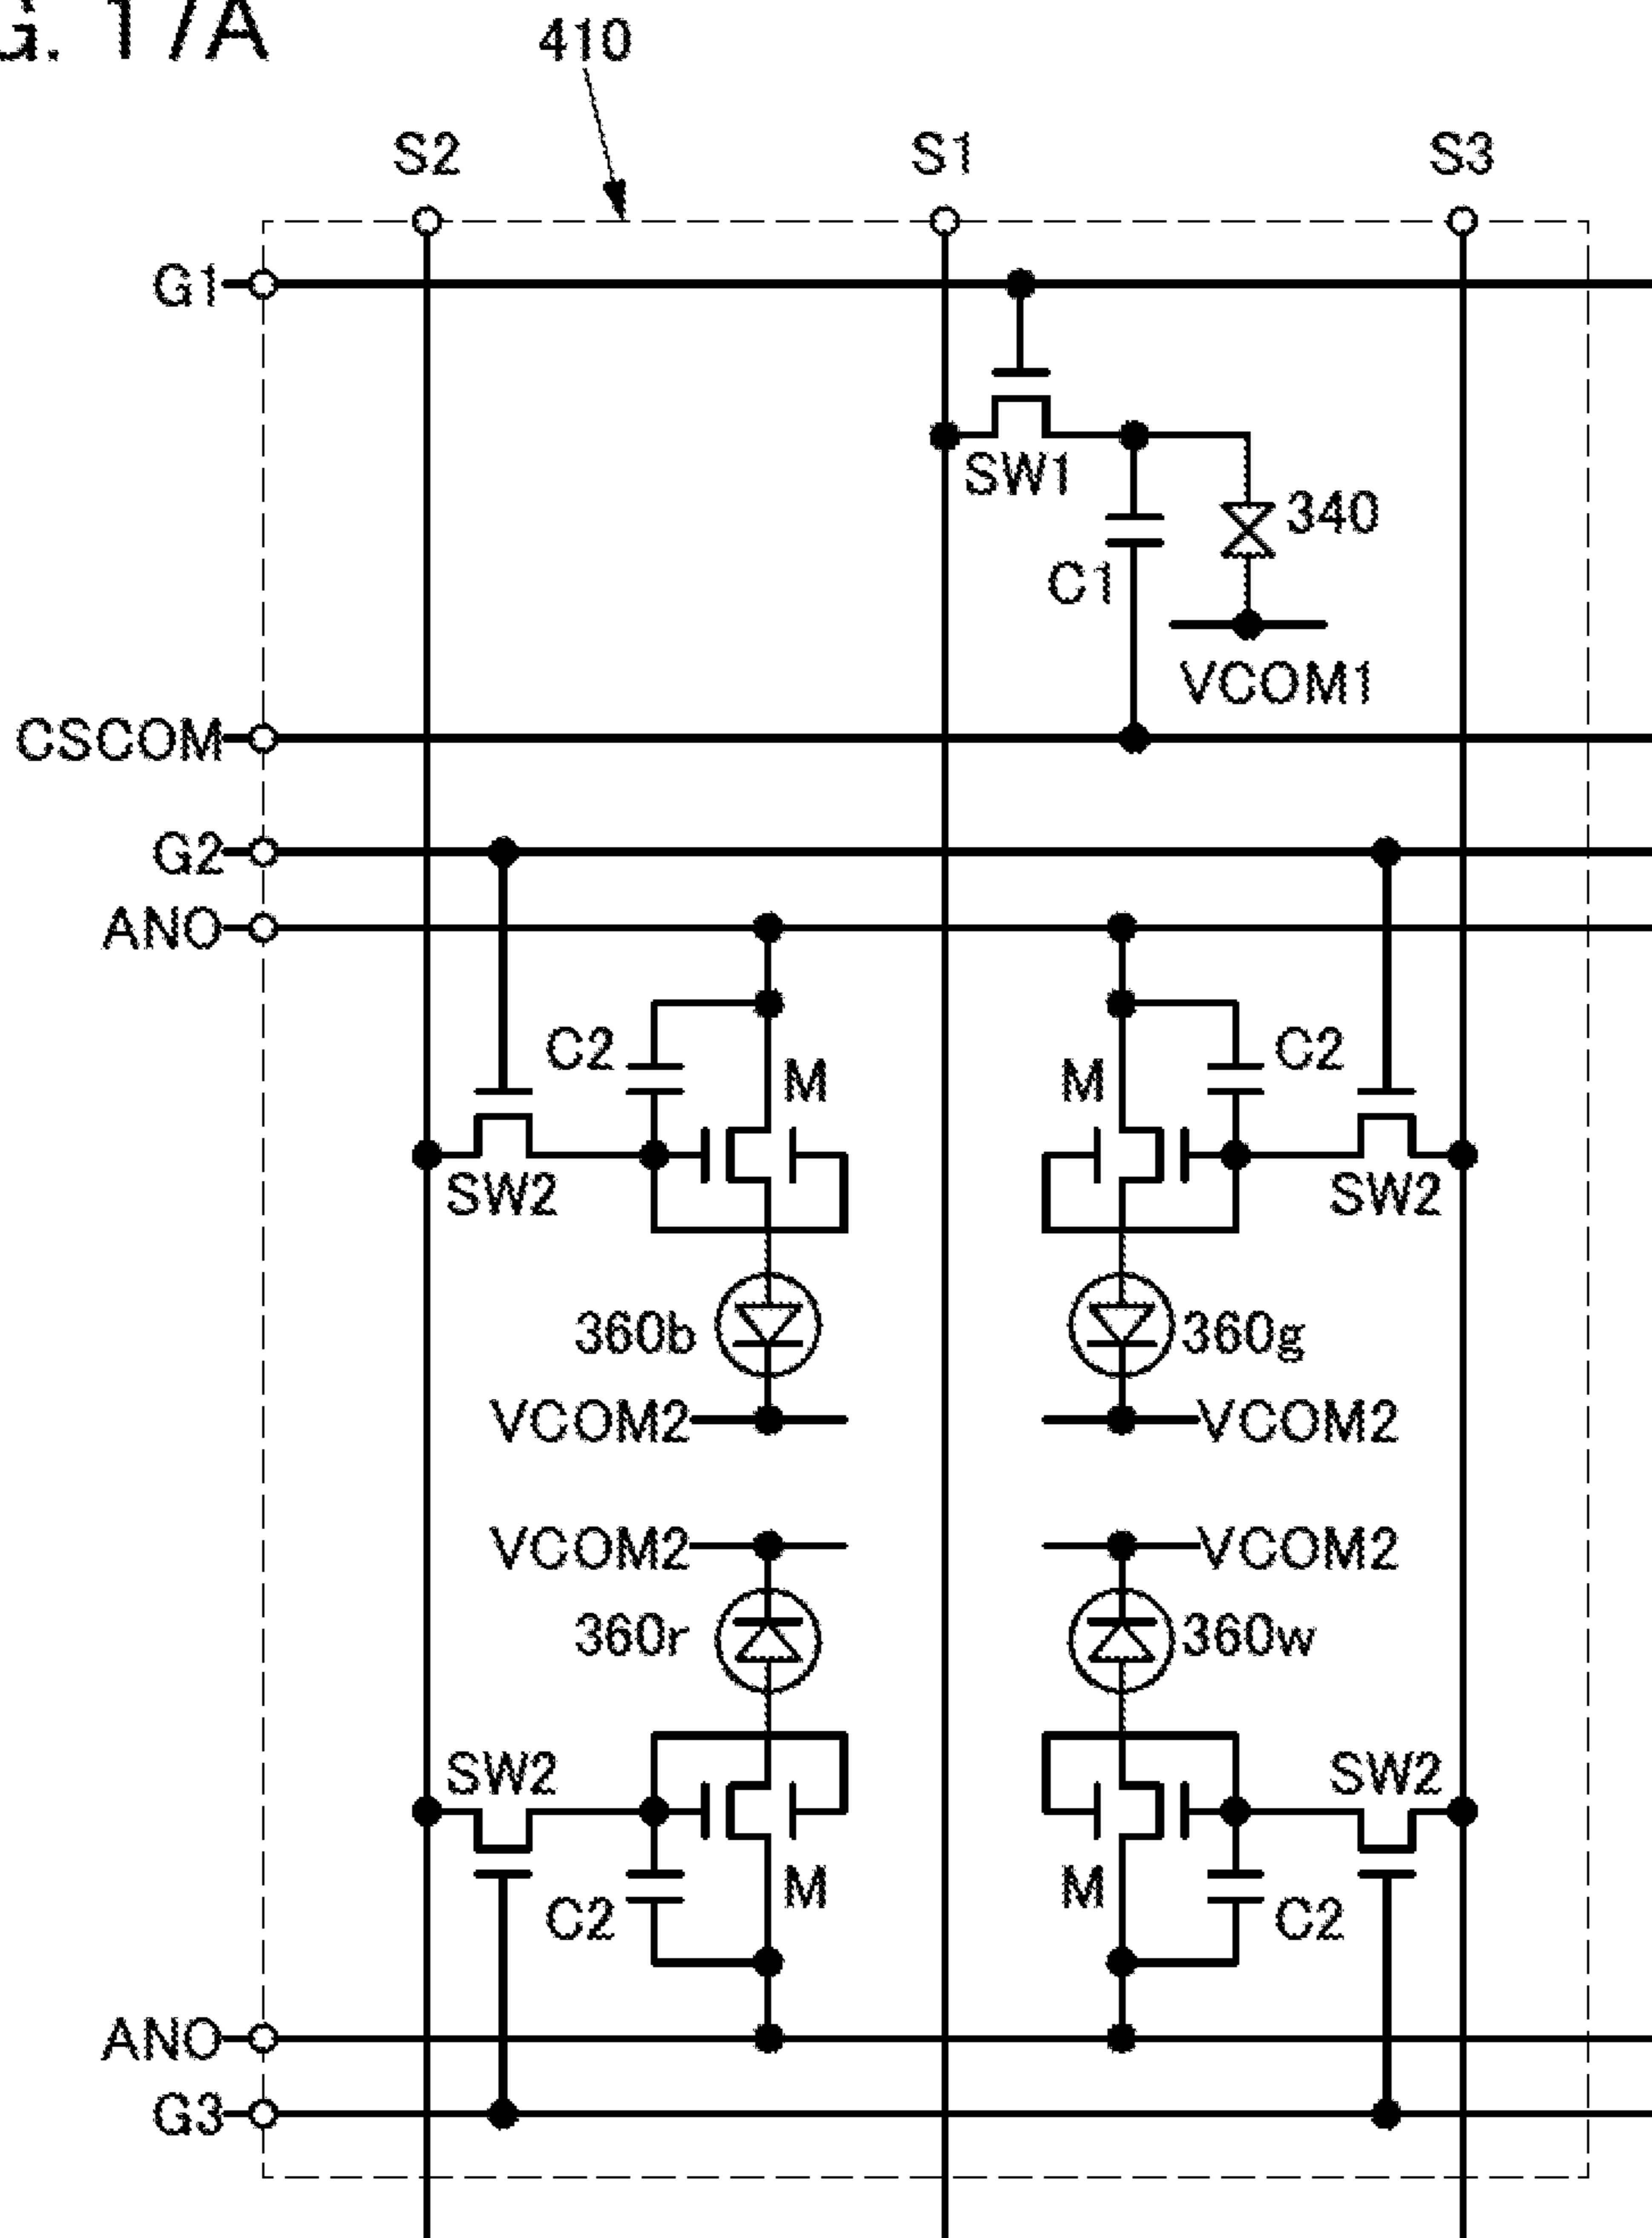 G. 17A
410
S2 S1 S3
G1
SW1
340
C1
VCOM1
CSCOM
G2
ANO
C2 M M C2
SW2 SW2
360b 360g
VCOM2 VCOM2
VCOM2 VCOM2
360r 360w
SW2 SW2
C2 M M C2
ANO
G3